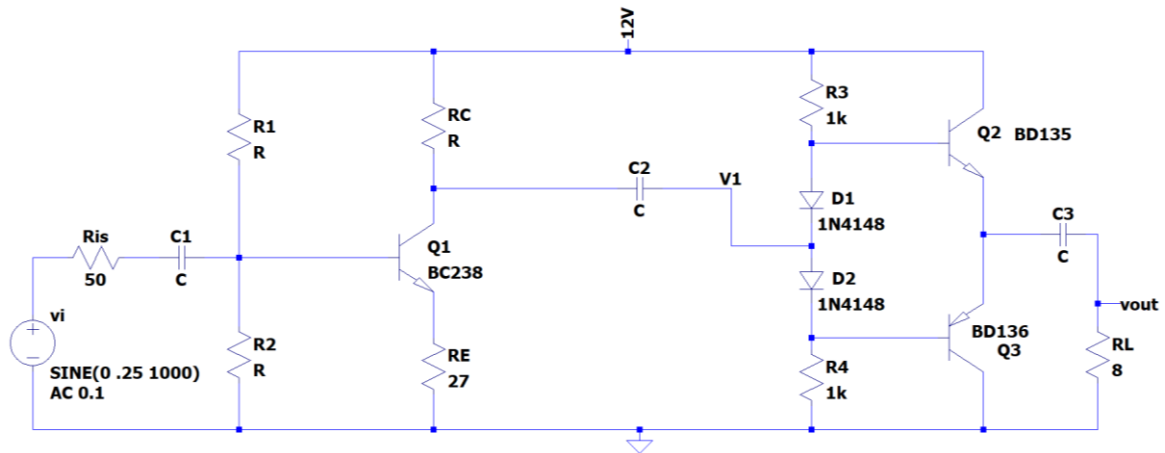 12V
R1
R
RC
R
R3
1k
Q2 BD135
C2
C
V1
D1
1N4148
C3
C
Ris
50
C1
C
Q1
BC238
D2
1N4148
vout
vi
SINE(0 .25 1000)
AC 0.1
R2
R
RE
27
R4
1k
BD136
Q3
RL
8